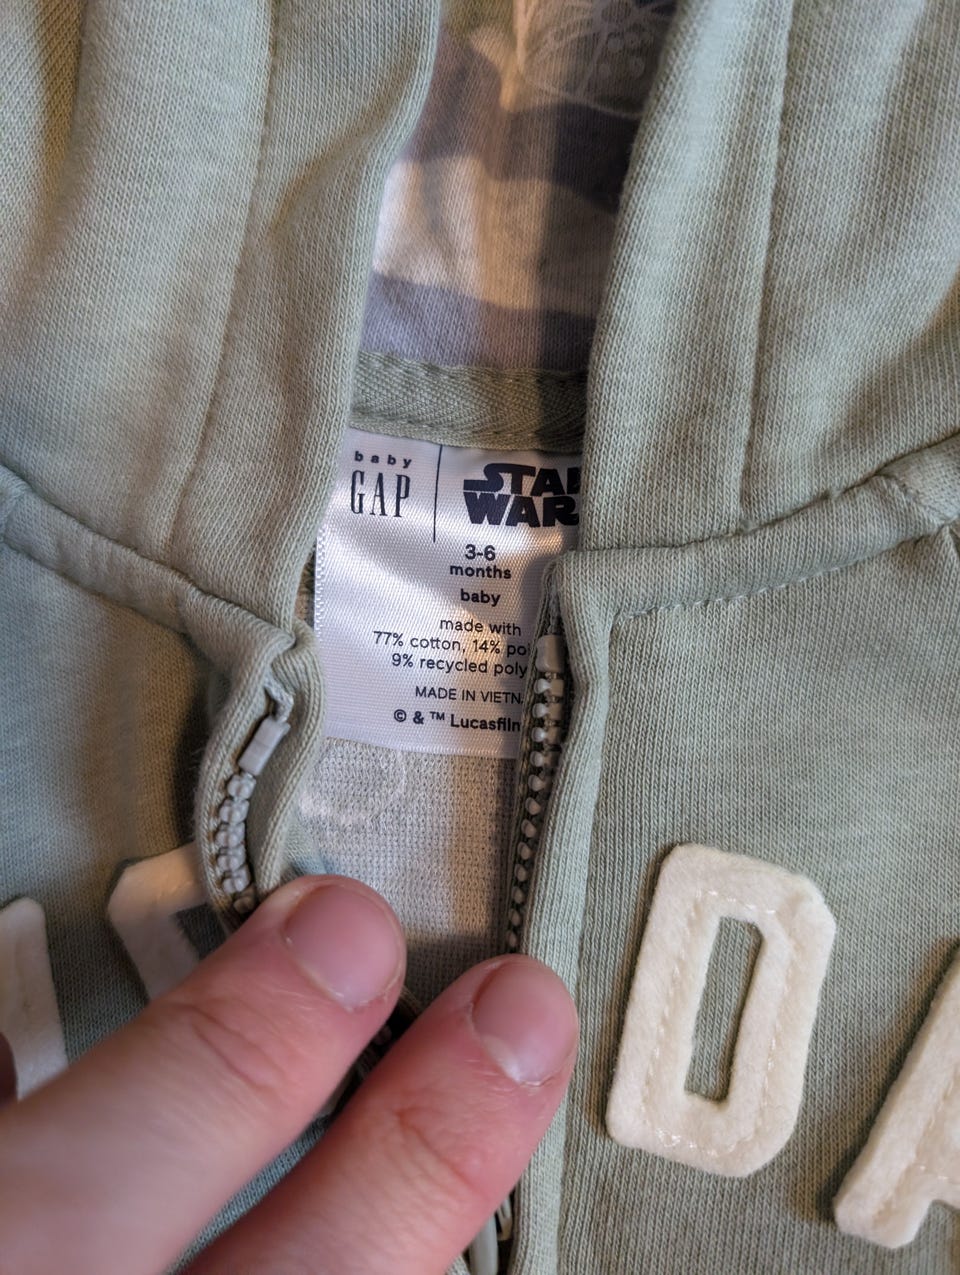 baby
GAP
STAR
WARS
3-6
months
baby
made with
77% cotton, 14% pol
9% recycled poly
MADE IN VIETN
© & ™ Lucasfilm
O